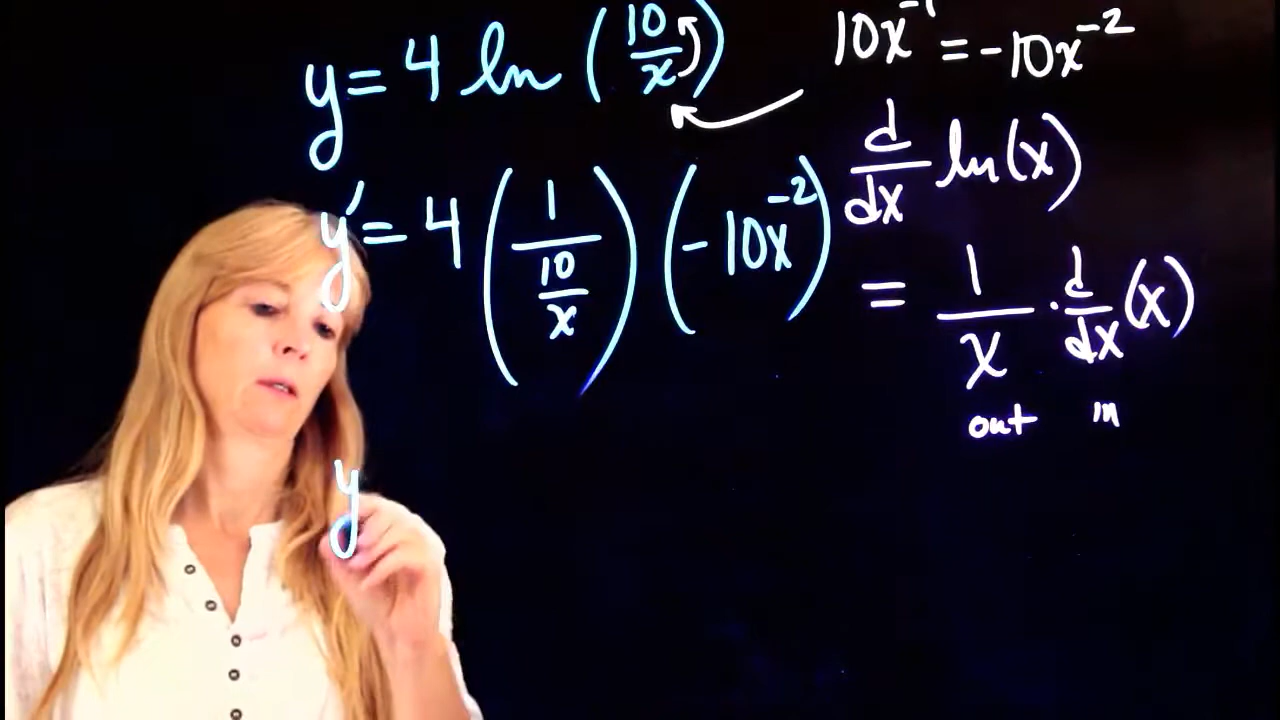 y = 4 ln (10/x)
10x⁻¹ = -10x⁻²
y' = 4 (1/(10/x)) (-10x⁻²)
d/dx ln(x)
= 1/x · d/dx (x)
out in
y